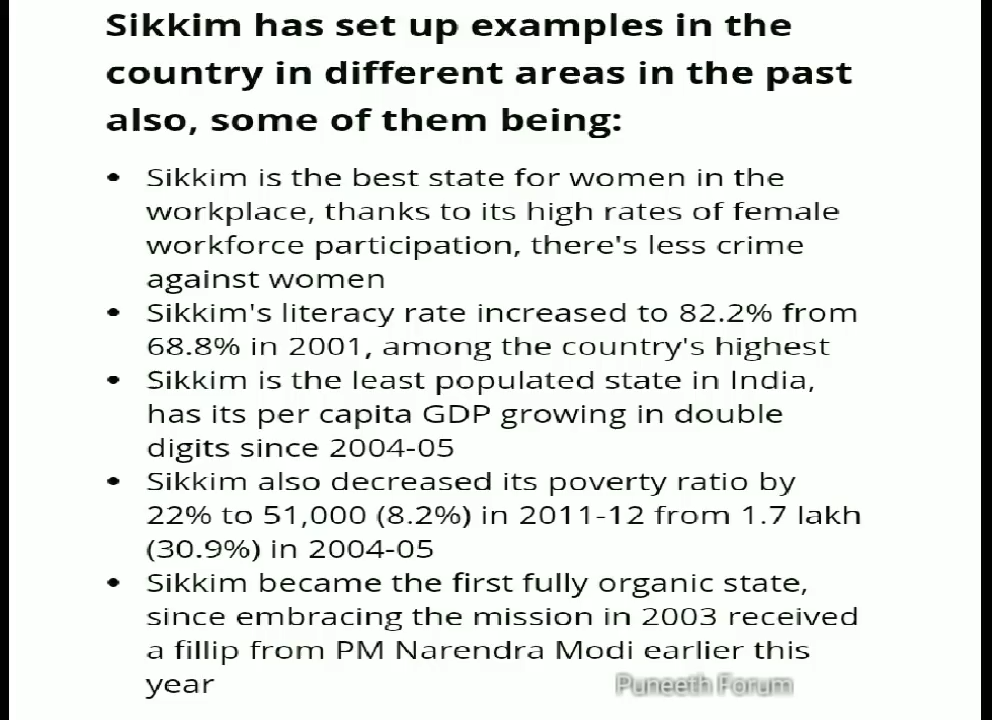 Sikkim has set up examples in the
country in different areas in the past
also, some of them being:
• Sikkim is the best state for women in the
workplace, thanks to its high rates of female
workforce participation, there's less crime
against women
• Sikkim's literacy rate increased to 82.2% from
68.8% in 2001, among the country's highest
• Sikkim is the least populated state in India,
has its per capita GDP growing in double
digits since 2004-05
• Sikkim also decreased its poverty ratio by
22% to 51,000 (8.2%) in 2011-12 from 1.7 lakh
(30.9%) in 2004-05
• Sikkim became the first fully organic state,
since embracing the mission in 2003 received
a fillip from PM Narendra Modi earlier this
year
Puneeth Forum